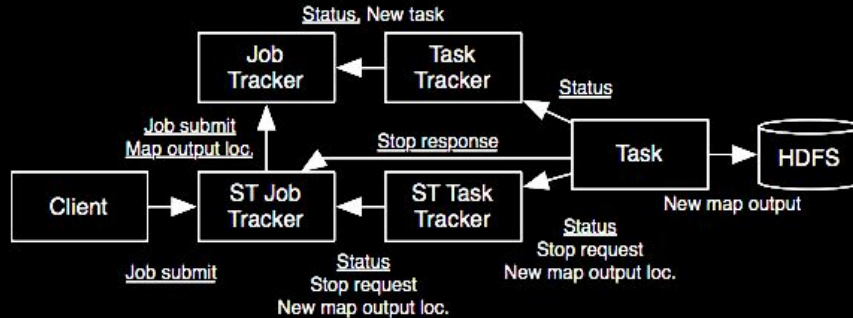 Status, New task
Job
Tracker
Task
Tracker
Status
Job submit
Map output loc.
Stop response
Task
HDFS
Client
ST Job
Tracker
ST Task
Tracker
New map output
Job submit
Status
Stop request
New map output loc.
Status
Stop request
New map output loc.